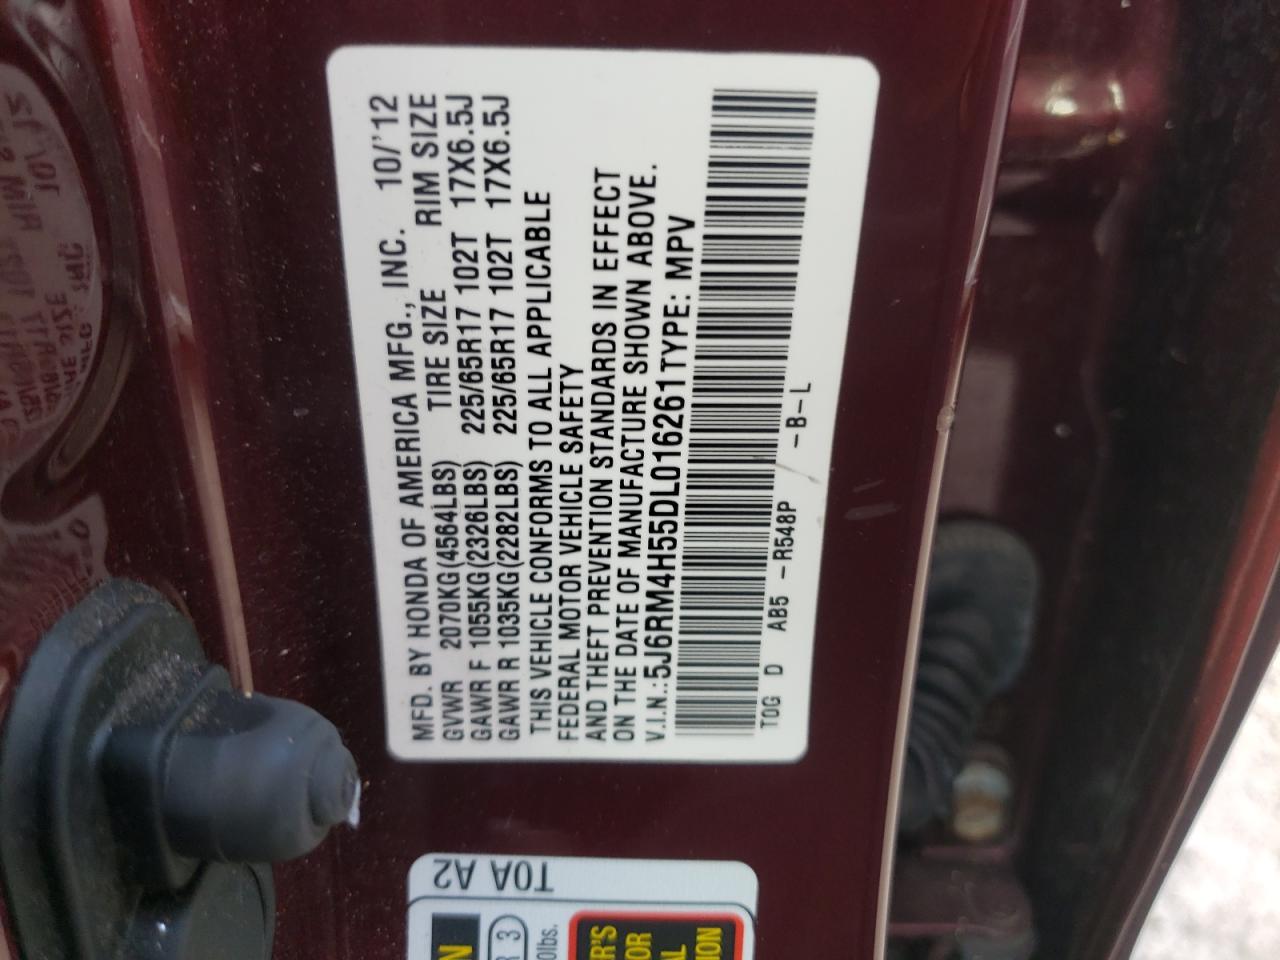 MFD. BY HONDA OF AMERICA MFG., INC. 10/'12
GVWR 2070KG(4564LBS) TIRE SIZE RIM SIZE
GAWR F 1055KG(2326LBS) 225/65R17 102T 17X6.5J
GAWR R 1035KG(2282LBS) 225/65R17 102T 17X6.5J
THIS VEHICLE CONFORMS TO ALL APPLICABLE
FEDERAL MOTOR VEHICLE SAFETY
AND THEFT PREVENTION STANDARDS IN EFFECT
ON THE DATE OF MANUFACTURE SHOWN ABOVE.
V.I.N.:5J6RM4H55DL016261 TYPE: MPV
T0G D AB5 -R548P -B-L
T0A A2